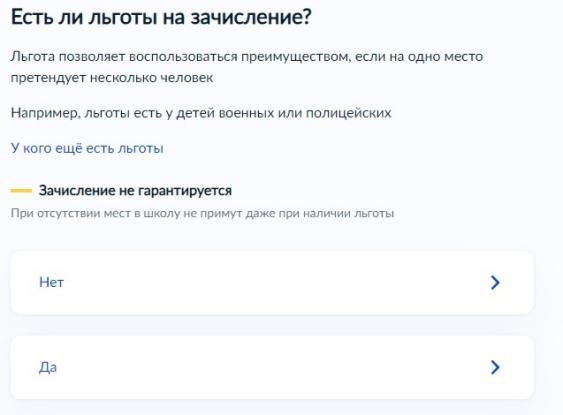 Есть ли льготы на зачисление?
Льгота позволяет воспользоваться преимуществом, если на одно место
претендует несколько человек
Например, льготы есть у детей военных или полицейских
У кого ещё есть льготы
Зачисление не гарантируется
При отсутствии мест в школу не примут даже при наличии льготы
Нет
Да